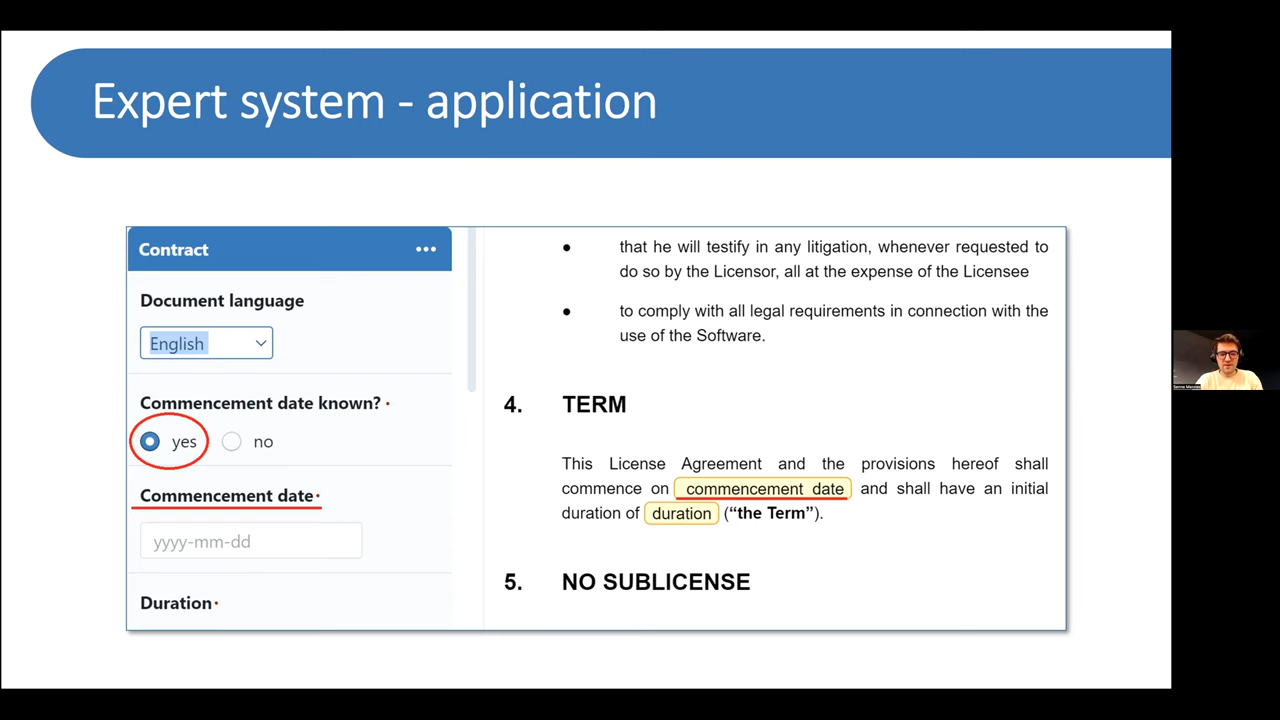 Expert system - application
Contract
Document language
English
Commencement date known?
yes
no
Commencement date
yyyy-mm-dd
Duration
that he will testify in any litigation, whenever requested to
do so by the Licensor, all at the expense of the Licensee
to comply with all legal requirements in connection with the
use of the Software.
4. TERM
This License Agreement and the provisions hereof shall
commence on commencement date and shall have an initial
duration of duration (“the Term”).
5. NO SUBLICENSE